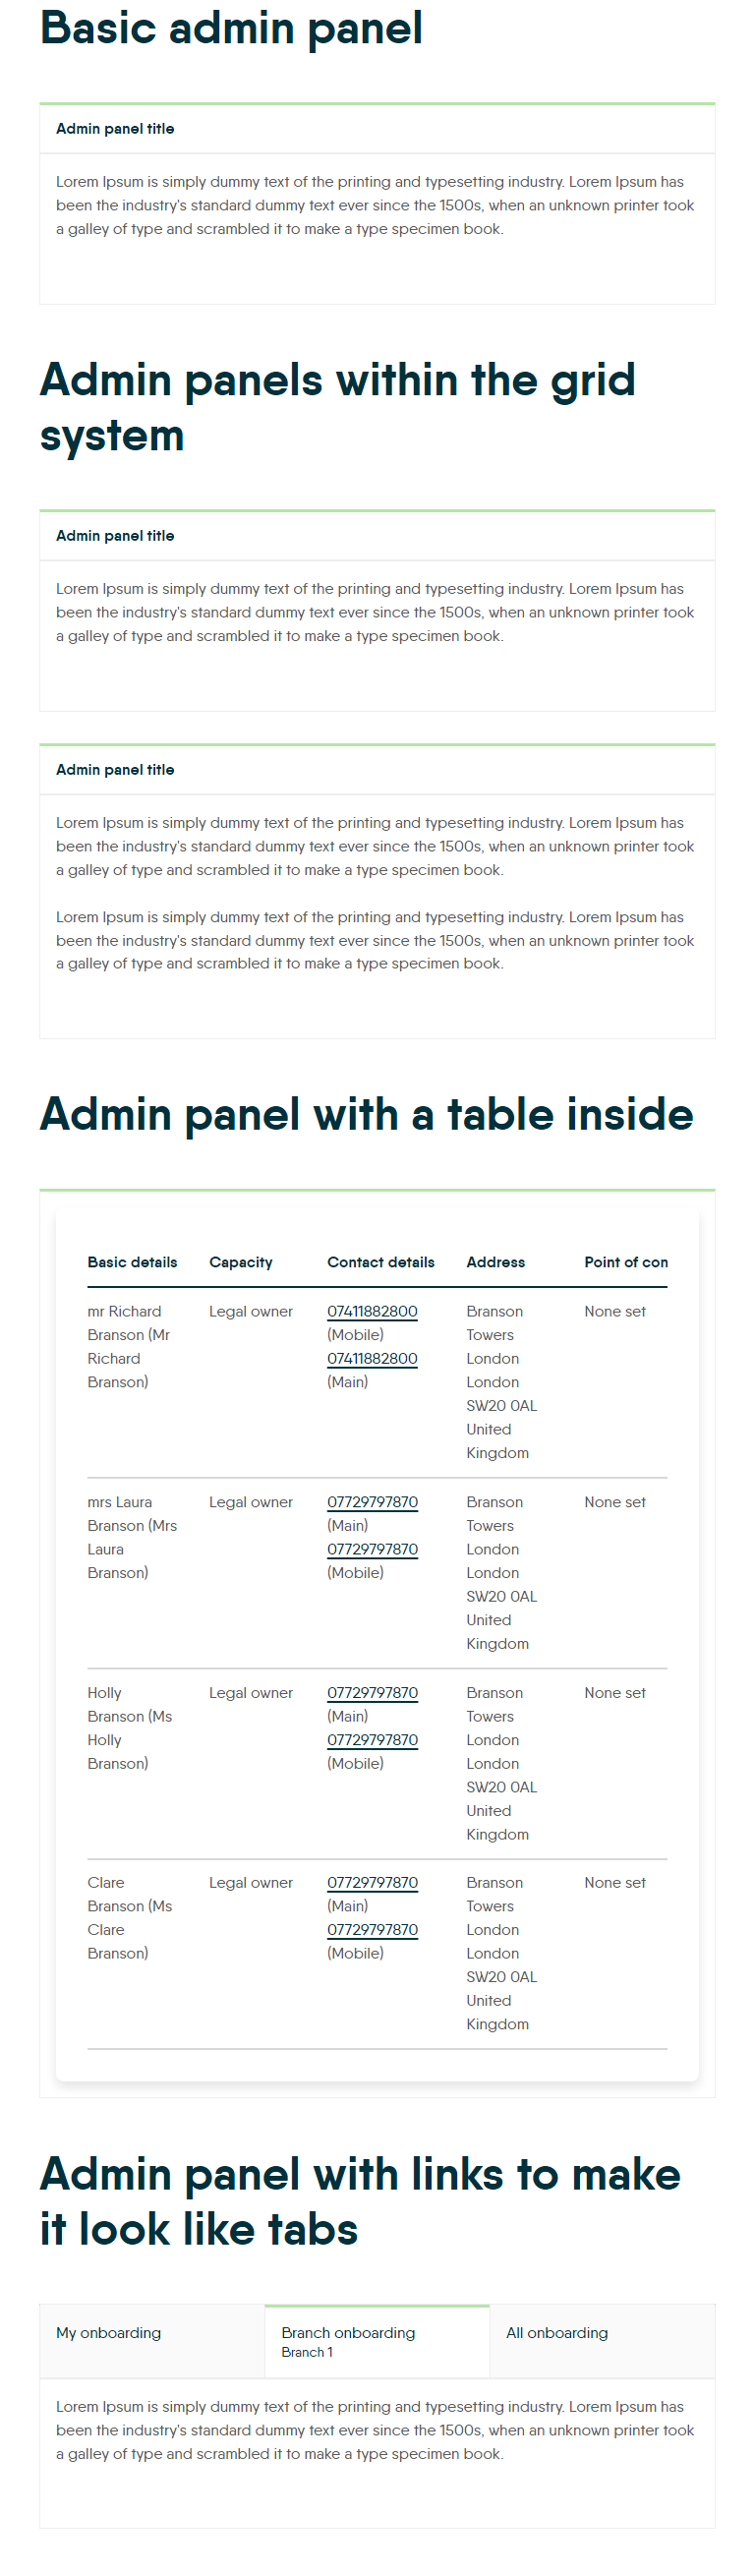 Basic admin panel
Admin panel title
Lorem Ipsum is simply dummy text of the printing and typesetting industry. Lorem Ipsum has
been the industry's standard dummy text ever since the 1500s, when an unknown printer took
a galley of type and scrambled it to make a type specimen book.
Admin panels within the grid
system
Admin panel title
Lorem Ipsum is simply dummy text of the printing and typesetting industry. Lorem Ipsum has
been the industry's standard dummy text ever since the 1500s, when an unknown printer took
a galley of type and scrambled it to make a type specimen book.
Admin panel title
Lorem Ipsum is simply dummy text of the printing and typesetting industry. Lorem Ipsum has
been the industry's standard dummy text ever since the 1500s, when an unknown printer took
a galley of type and scrambled it to make a type specimen book.
Lorem Ipsum is simply dummy text of the printing and typesetting industry. Lorem Ipsum has
been the industry's standard dummy text ever since the 1500s, when an unknown printer took
a galley of type and scrambled it to make a type specimen book.
Admin panel with a table inside
Basic details Capacity Contact details Address Point of con
mr Richard Legal owner 07411882800 Branson None set
Branson (Mr (Mobile) Towers
Richard 07411882800 London
Branson) (Main) London
SW20 0AL
United
Kingdom
mrs Laura Legal owner 07729797870 Branson None set
Branson (Mrs (Main) Towers
Laura 07729797870 London
Branson) (Mobile) London
SW20 0AL
United
Kingdom
Holly Legal owner 07729797870 Branson None set
Branson (Ms (Main) Towers
Holly 07729797870 London
Branson) (Mobile) London
SW20 0AL
United
Kingdom
Clare Legal owner 07729797870 Branson None set
Branson (Ms (Main) Towers
Clare 07729797870 London
Branson) (Mobile) London
SW20 0AL
United
Kingdom
Admin panel with links to make
it look like tabs
My onboarding Branch onboarding All onboarding
Branch 1
Lorem Ipsum is simply dummy text of the printing and typesetting industry. Lorem Ipsum has
been the industry's standard dummy text ever since the 1500s, when an unknown printer took
a galley of type and scrambled it to make a type specimen book.